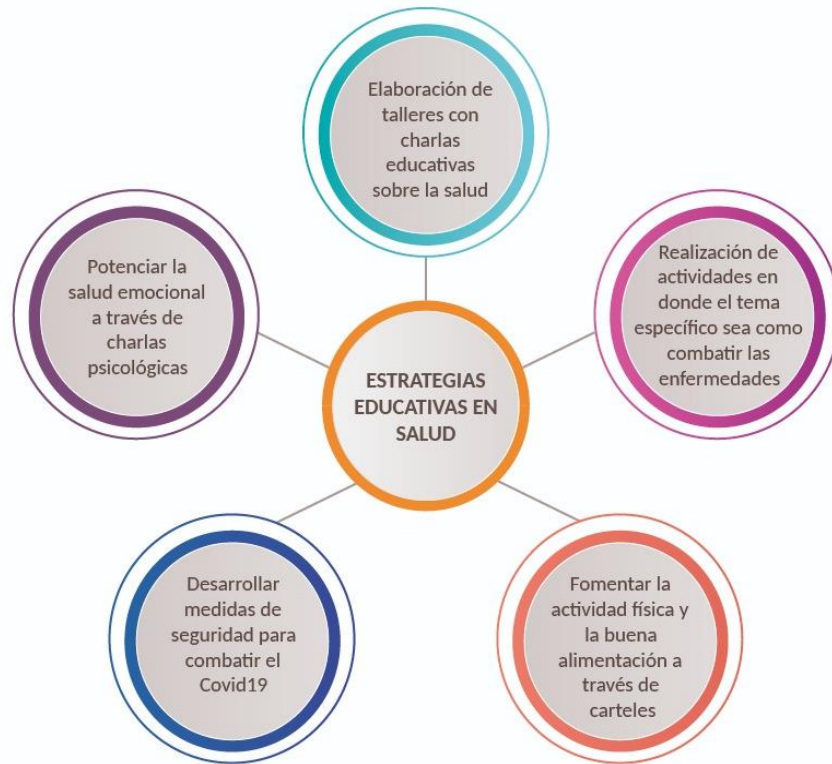 Elaboración de
talleres con
charlas
educativas
sobre la salud
Potenciar la
salud emocional
a través de
charlas
psicológicas
Realización de
actividades en
donde el tema
específico sea como
combatir las
enfermedades
ESTRATEGIAS
EDUCATIVAS EN
SALUD
Desarrollar
medidas de
seguridad para
combatir el
Covid19
Fomentar la
actividad física y
la buena
alimentación a
través de
carteles